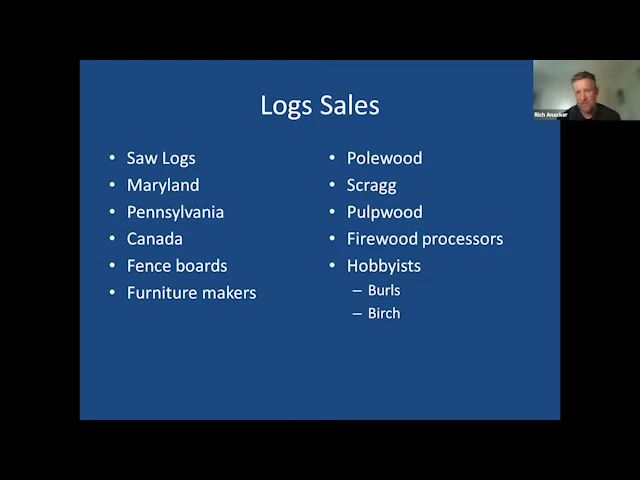 Logs Sales
• Saw Logs
• Maryland
• Pennsylvania
• Canada
• Fence boards
• Furniture makers
• Polewood
• Scragg
• Pulpwood
• Firewood processors
• Hobbyists
– Burls
– Birch
Rich Anacker